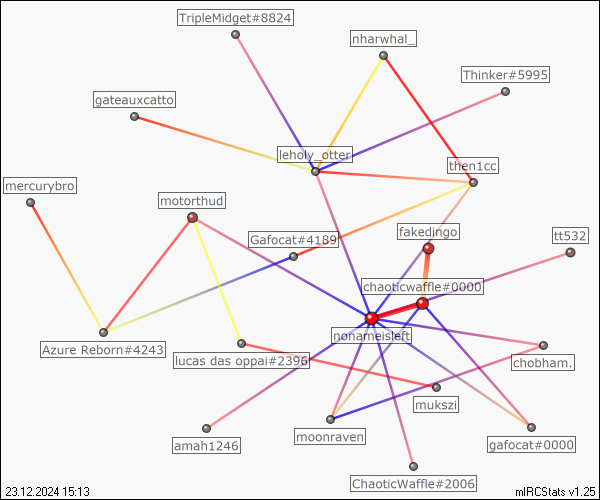 TripleMidget#8824
nharwhal_
Thinker#5995
gateauxcatto
leholy_otter
then1cc
mercurybro
motorthud
Gafocat#4189
fakedingo
tt532
chaoticwaffle#0000
nonameisleft
Azure Reborn#4243
lucas das oppai#2396
chobham.
mukszi
amah1246
moonraven
gafocat#0000
ChaoticWaffle#2006
23.12.2024 15:13
mIRCStats v1.25